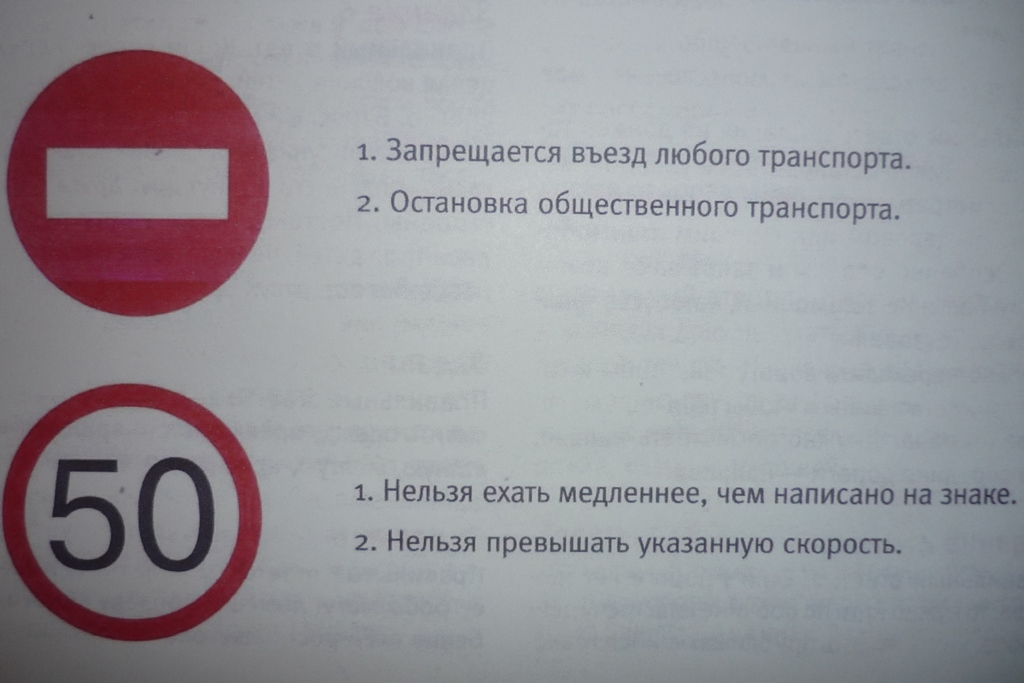 1. Запрещается въезд любого транспорта.
2. Остановка общественного транспорта.
50
1. Нельзя ехать медленнее, чем написано на знаке.
2. Нельзя превышать указанную скорость.